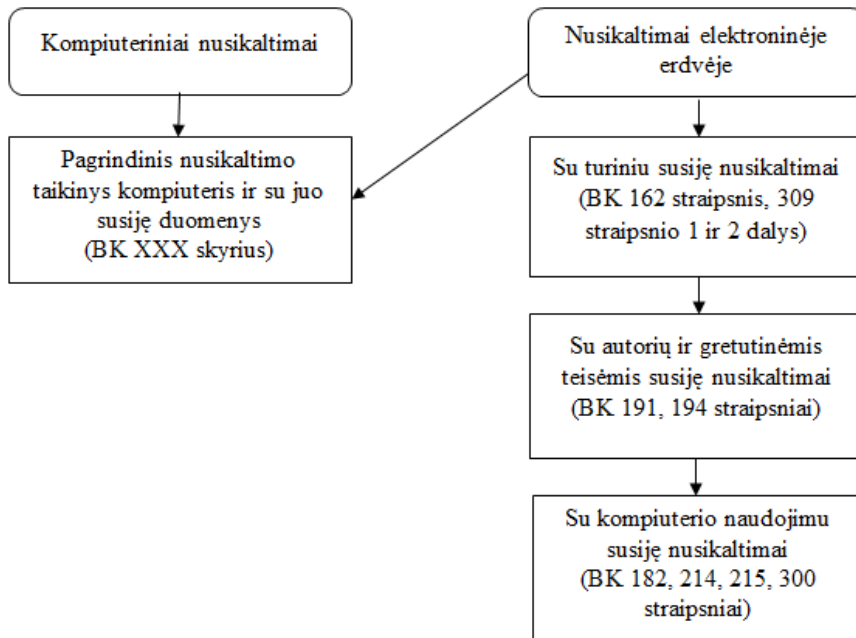 Kompiuteriniai nusikaltimai
Nusikaltimai elektroninėje
erdvėje
Pagrindinis nusikaltimo
taikinys kompiuteris ir su juo
susiję duomenys
(BK XXX skyrius)
Su turiniu susiję nusikaltimai
(BK 162 straipsnis, 309
straipsnio 1 ir 2 dalys)
Su autorių ir gretutinėmis
teisėmis susiję nusikaltimai
(BK 191, 194 straipsniai)
Su kompiuterio naudojimu
susiję nusikaltimai
(BK 182, 214, 215, 300
straipsniai)